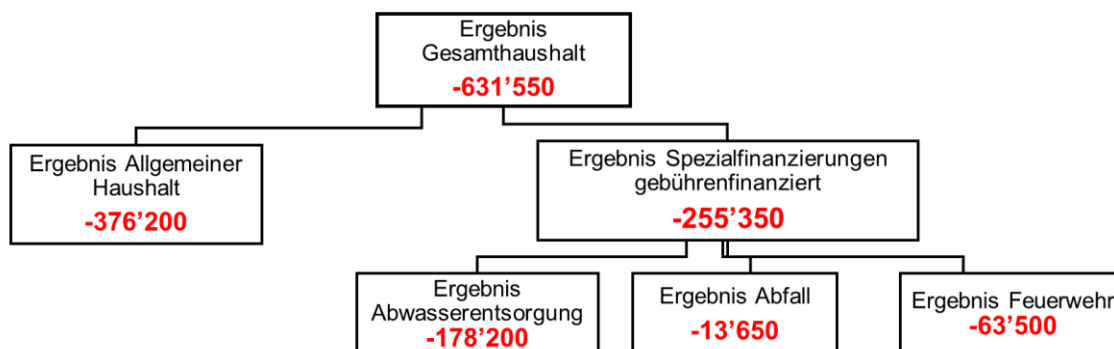 Ergebnis
Gesamthaushalt
-631’550
Ergebnis Allgemeiner
Haushalt
-376’200
Ergebnis Spezialfinanzierungen
gebührenfinanziert
-255’350
Ergebnis
Abwasserentsorgung
-178’200
Ergebnis Abfall
-13’650
Ergebnis Feuerwehr
-63’500